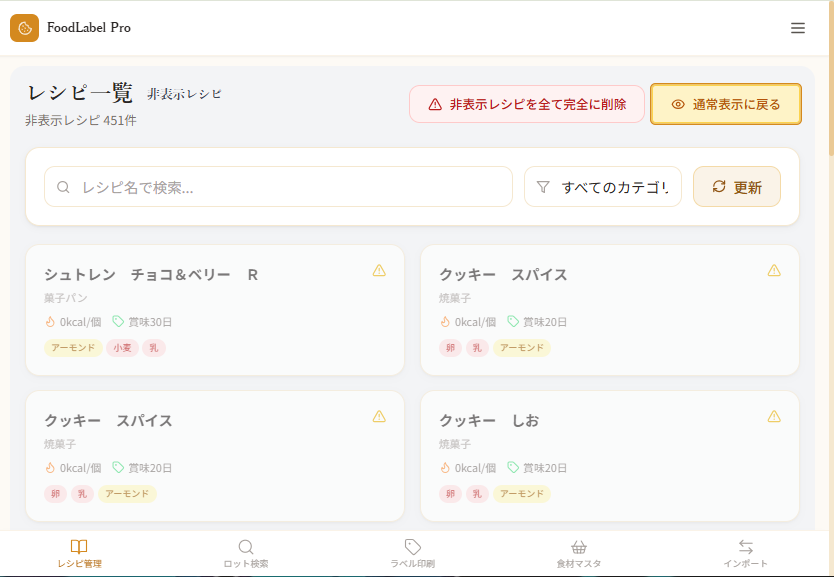 FoodLabel Pro
レシピ一覧 非表示レシピ
非表示レシピ 451件
非表示レシピを全て完全に削除
通常表示に戻る
レシピ名で検索...
すべてのカテゴリ
更新
シュトレン　チョコ＆ベリー　Ｒ
菓子パン
0kcal/個 賞味30日
アーモンド 小麦 乳
クッキー　スパイス
焼菓子
0kcal/個 賞味20日
卵 乳 アーモンド
クッキー　スパイス
焼菓子
0kcal/個 賞味20日
卵 乳 アーモンド
クッキー　しお
焼菓子
0kcal/個 賞味20日
卵 乳 アーモンド
レシピ管理
ロット検索
ラベル印刷
食材マスタ
インポート